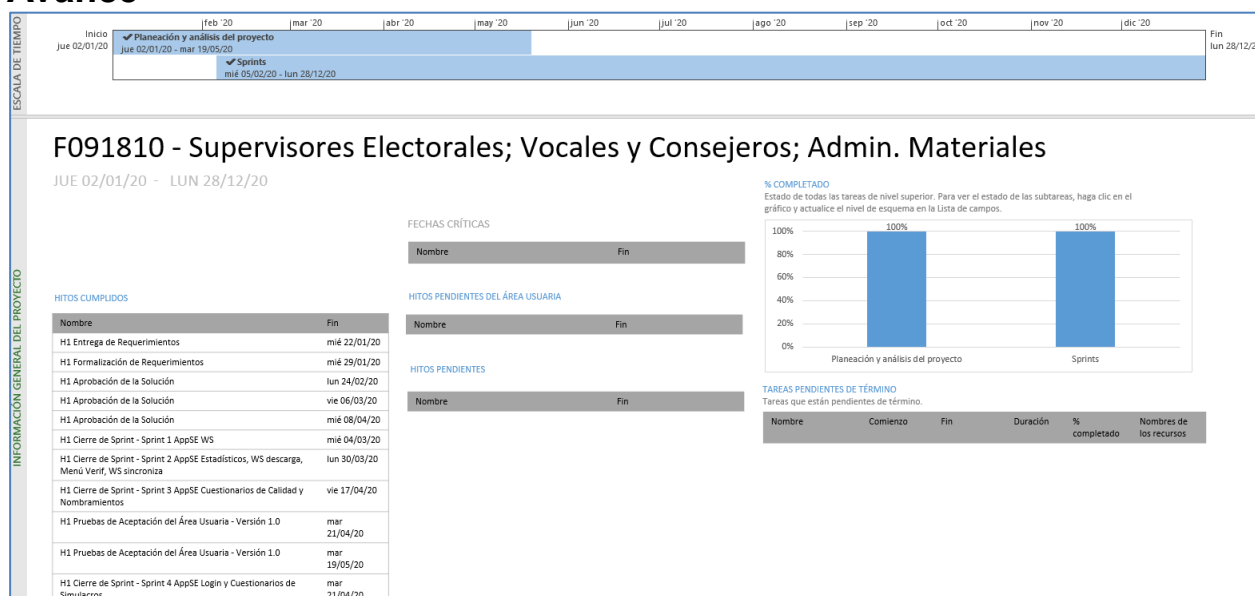 Avance
ESCALA DE TIEMPO
feb '20 mar '20 abr '20 may '20 jun '20 jul '20 ago '20 sep '20 oct '20 nov '20 dic '20
Inicio
jue 02/01/20
✔Planeación y análisis del proyecto
jue 02/01/20 - mar 19/05/20
✔Sprints
mié 05/02/20 - lun 28/12/20
Fin
lun 28/12/2
INFORMACIÓN GENERAL DEL PROYECTO
F091810 - Supervisores Electorales; Vocales y Consejeros; Admin. Materiales
JUE 02/01/20 - LUN 28/12/20
HITOS CUMPLIDOS
Nombre Fin
H1 Entrega de Requerimientos mié 22/01/20
H1 Formalización de Requerimientos mié 29/01/20
H1 Aprobación de la Solución lun 24/02/20
H1 Aprobación de la Solución vie 06/03/20
H1 Aprobación de la Solución mié 08/04/20
H1 Cierre de Sprint - Sprint 1 AppSE WS mié 04/03/20
H1 Cierre de Sprint - Sprint 2 AppSE Estadísticos, WS descarga, lun 30/03/20
Menú Verif, WS sincroniza
H1 Cierre de Sprint - Sprint 3 AppSE Cuestionarios de Calidad y vie 17/04/20
Nombramientos
H1 Pruebas de Aceptación del Área Usuaria - Versión 1.0 mar
21/04/20
H1 Pruebas de Aceptación del Área Usuaria - Versión 1.0 mar
19/05/20
H1 Cierre de Sprint - Sprint 4 AppSE Login y Cuestionarios de mar
Simulacros 21/04/20
FECHAS CRÍTICAS
Nombre Fin
HITOS PENDIENTES DEL ÁREA USUARIA
Nombre Fin
HITOS PENDIENTES
Nombre Fin
% COMPLETADO
Estado de todas las tareas de nivel superior. Para ver el estado de las subtareas, haga clic en el
gráfico y actualice el nivel de esquema en la Lista de campos.
100% 100%
100%
80%
60%
40%
20%
0%
Planeación y análisis del proyecto Sprints
TAREAS PENDIENTES DE TÉRMINO
Tareas que están pendientes de término.
Nombre Comienzo Fin Duración % Nombres de
completado los recursos